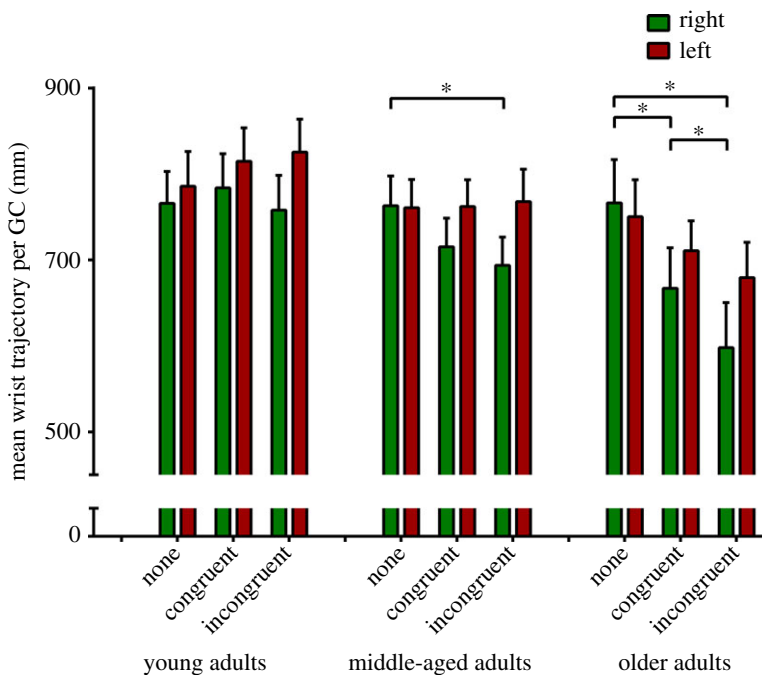 right
left
mean wrist trajectory per GC (mm)
900
700
500
0
*
*
*
*
none
congruent
incongruent
none
congruent
incongruent
none
congruent
incongruent
young adults
middle-aged adults
older adults